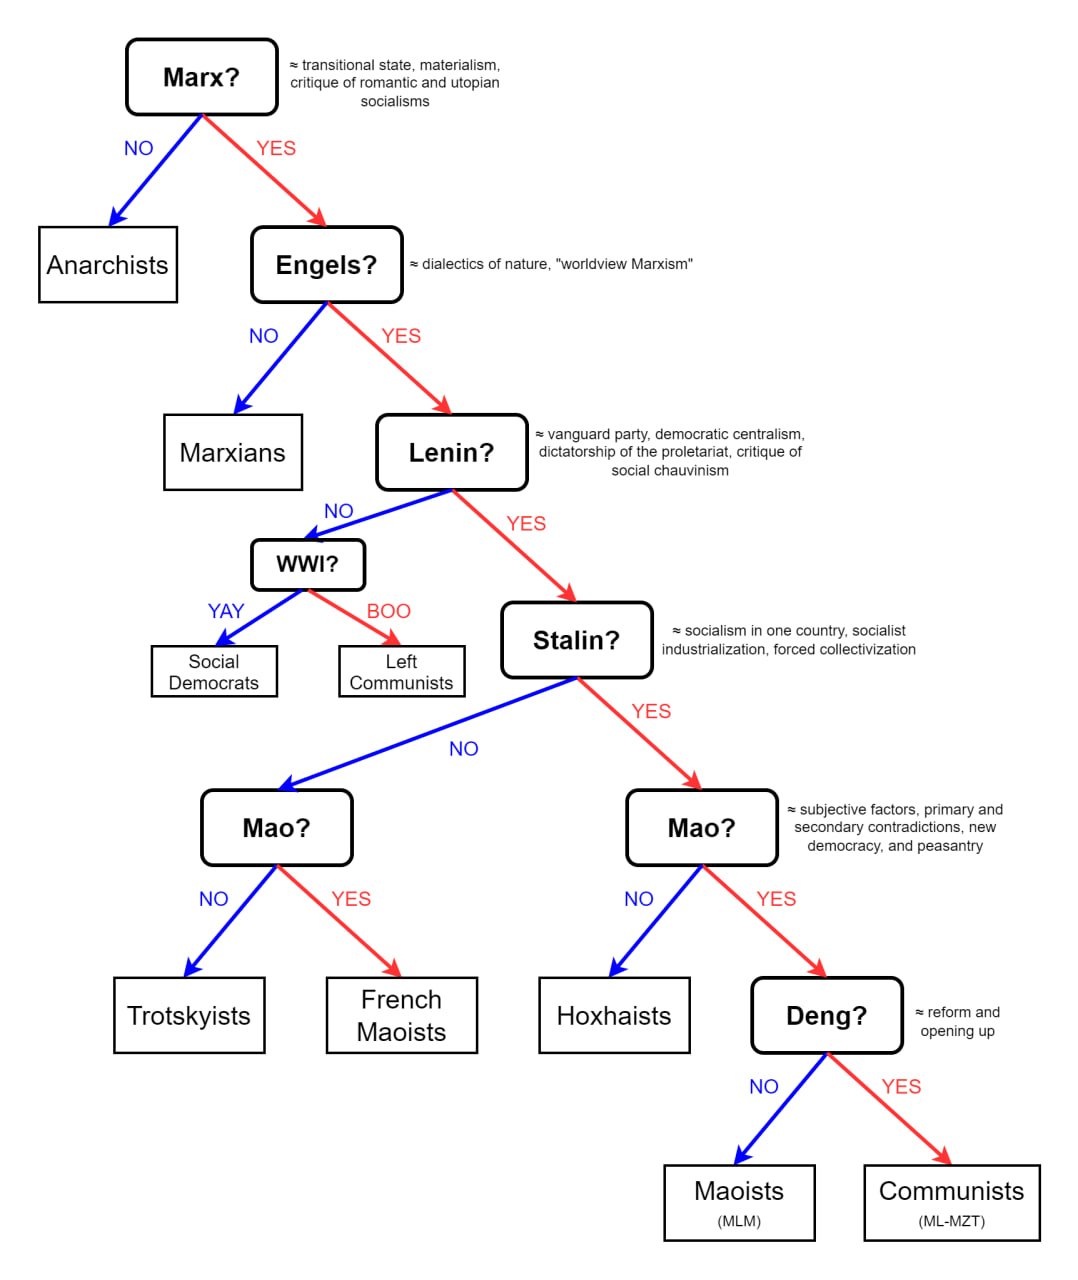 Marx?
≈ transitional state, materialism,
critique of romantic and utopian
socialisms
NO
YES
Anarchists
Engels?
≈ dialectics of nature, "worldview Marxism"
NO
YES
Marxians
Lenin?
≈ vanguard party, democratic centralism,
dictatorship of the proletariat, critique of
social chauvinism
NO
YES
WWI?
YAY
BOO
Social
Democrats
Left
Communists
Stalin?
≈ socialism in one country, socialist
industrialization, forced collectivization
NO
YES
Mao?
NO
YES
Trotskyists
French
Maoists
Mao?
≈ subjective factors, primary and
secondary contradictions, new
democracy, and peasantry
NO
YES
Hoxhaists
Deng?
≈ reform and
opening up
NO
YES
Maoists
(MLM)
Communists
(ML-MZT)